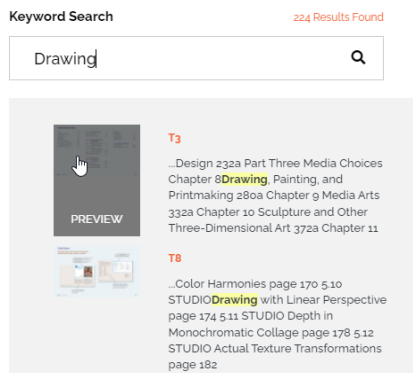 Keyword Search
224 Results Found
Drawing
T3
...Design 232a Part Three Media Choices
Chapter 8Drawing, Painting, and
Printmaking 280a Chapter 9 Media Arts
332a Chapter 10 Sculpture and Other
Three-Dimensional Art 372a Chapter 11
PREVIEW
T8
...Color Harmonies page 170 5.10
STUDIODrawing with Linear Perspective
page 174 5.11 STUDIO Depth in
Monochromatic Collage page 178 5.12
STUDIO Actual Texture Transformations
page 182